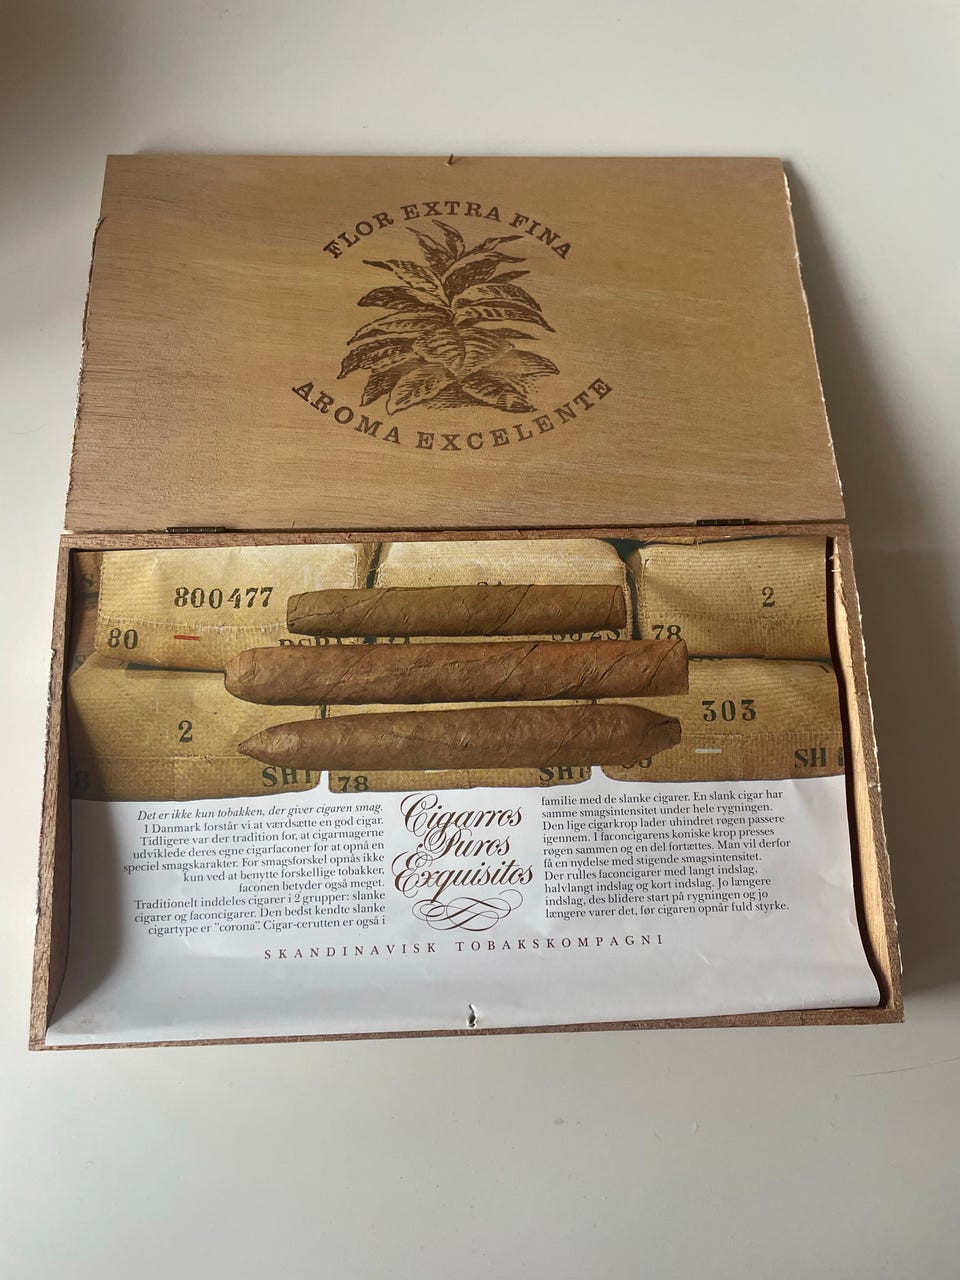 FLOR EXTRA FINA
AROMA EXCELENTE
800477
2
80
78
2
303
SH
78
SH
Det er ikke kun tobakken, der giver cigaren smag.
I Danmark forstår vi at værdsætte en god cigar.
Tidligere var der tradition for, at cigarmagerne
udviklede deres egne cigarfaconer for at opnå en
speciel smagskarakter. For smagsforskel opnås ikke
kun ved at benytte forskellige tobakker,
faconen betyder også meget.
Traditionelt inddeles cigarer i 2 grupper: slanke
cigarer og faconcigarer. Den bedst kendte slanke
cigartype er "corona". Cigar-cerutten er også i
Cigarros
Puros
Exquisitos
familie med de slanke cigarer. En slank cigar har
samme smagsintensitet under hele rygningen.
Den lige cigarkrop lader uhindret røgen passere
igennem. I faconcigarens koniske krop presses
røgen sammen og en del fortættes. Man vil derfor
få en nydelse med stigende smagsintensitet.
Der rulles faconcigarer med langt indslag,
halvlangt indslag og kort indslag. Jo længere
indslag, des blidere start på rygningen og jo
længere varer det, før cigaren opnår fuld styrke.
SKANDINAVISK TOBAKSKOMPAGNI